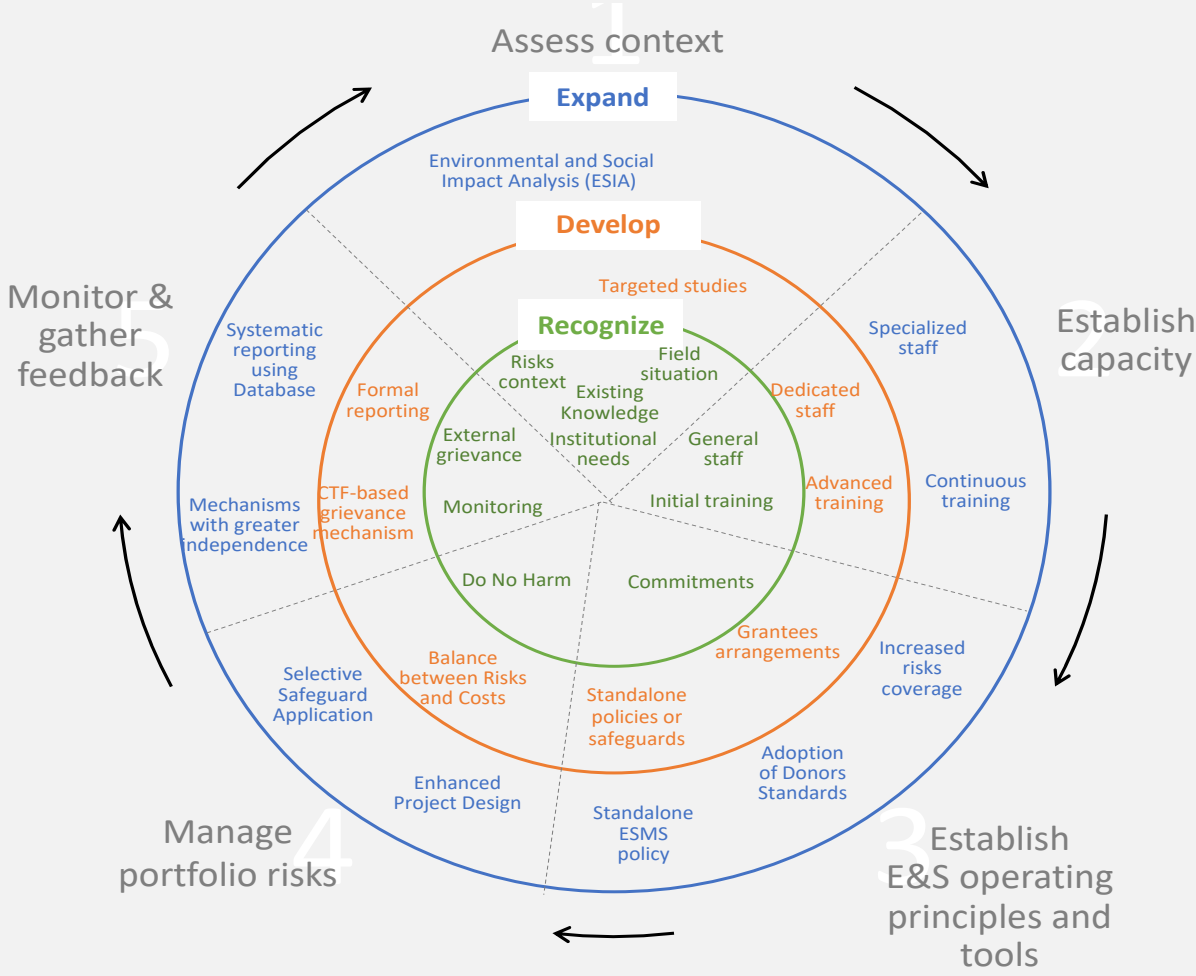 1
Assess context
Expand
Environmental and Social
Impact Analysis (ESIA)
Develop
Targeted studies
Recognize
Risks
context
Field
situation
Existing
Knowledge
Institutional
needs
2
Establish
capacity
Specialized
staff
Dedicated
staff
General
staff
Initial training
Advanced
training
Continuous
training
3
Establish
E&S operating
principles and
tools
Commitments
Grantees
arrangements
Standalone
policies or
safeguards
Increased
risks
coverage
Adoption
of Donors
Standards
Standalone
ESMS
policy
4
Manage
portfolio risks
Do No Harm
Balance
between Risks
and Costs
Selective
Safeguard
Application
Enhanced
Project Design
5
Monitor &
gather
feedback
Systematic
reporting
using
Database
Formal
reporting
External
grievance
Monitoring
CTF-based
grievance
mechanism
Mechanisms
with greater
independence